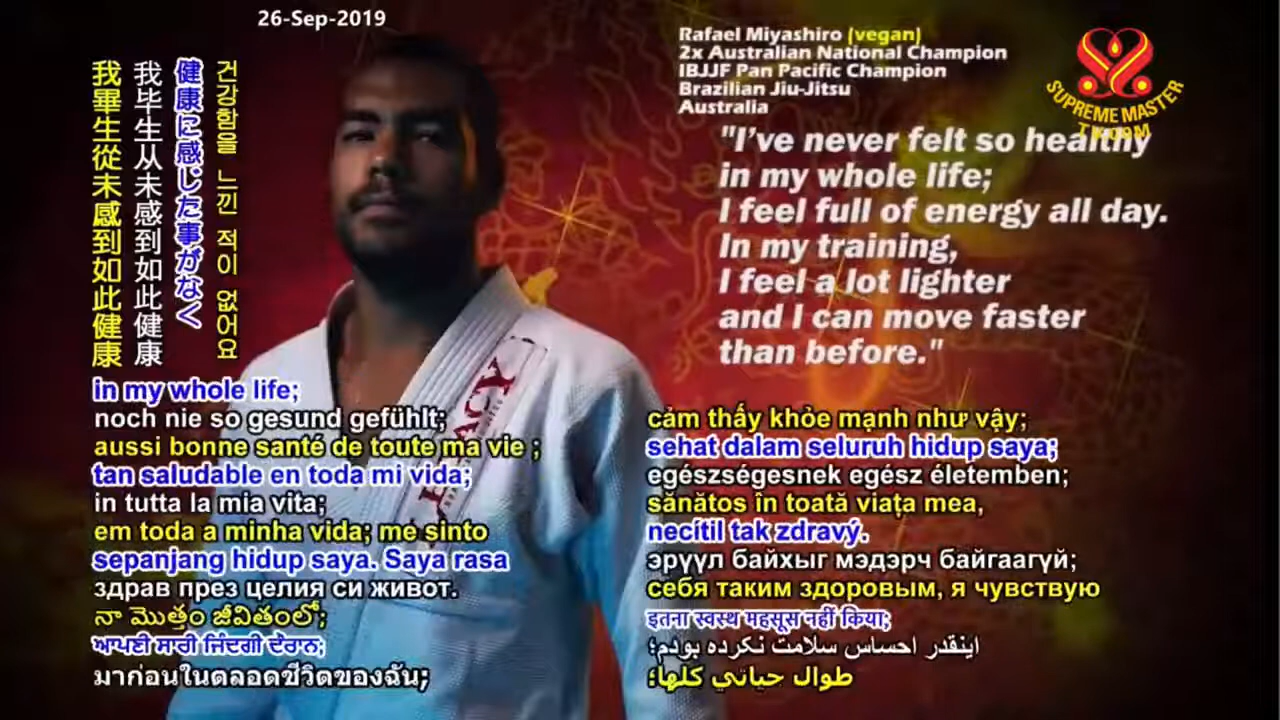 26-Sep-2019
Rafael Miyashiro (vegan)
2x Australian National Champion
IBJJF Pan Pacific Champion
Brazilian Jiu-Jitsu
Australia
SUPREME MASTER
TV.COM
"I've never felt so healthy
in my whole life;
I feel full of energy all day.
In my training,
I feel a lot lighter
and I can move faster
than before."
我畢生從未感到如此健康
我毕生从未感到如此健康
健康に感じた事がなく
건강함을 느낀 적이 없어요
in my whole life;
noch nie so gesund gefühlt;
aussi bonne santé de toute ma vie ;
tan saludable en toda mi vida;
in tutta la mia vita;
em toda a minha vida; me sinto
sepanjang hidup saya. Saya rasa
здрав през целия си живот.
నా మొత్తం జీవితంలో;
ਆਪਣੀ ਸਾਰੀ ਜਿੰਦਗੀ ਦੌਰਾਨ;
มาก่อนในตลอดชีวิตของฉัน;
cảm thấy khỏe mạnh như vậy;
sehat dalam seluruh hidup saya;
egészségesnek egész életemben;
sănătos în toată viața mea,
necítil tak zdravý.
эрүүл байхыг мэдэрч байгаагүй;
себя таким здоровым, я чувствую
इतना स्वस्थ महसूस नहीं किया;
اینقدر احساس سلامت نکرده بودم؛
طوال حياتي كلها؛